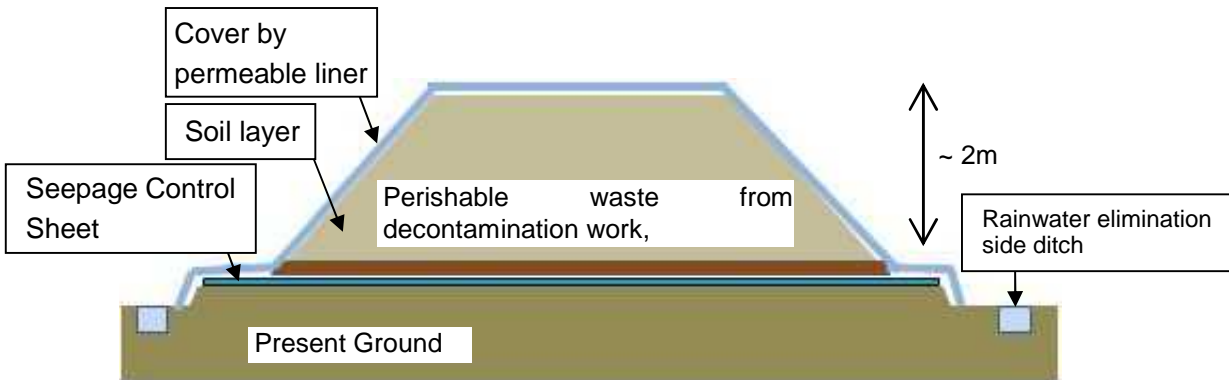 Cover by
permeable liner
Soil layer
Seepage Control
Sheet
Perishable waste from
decontamination work,
~ 2m
Rainwater elimination
side ditch
Present Ground